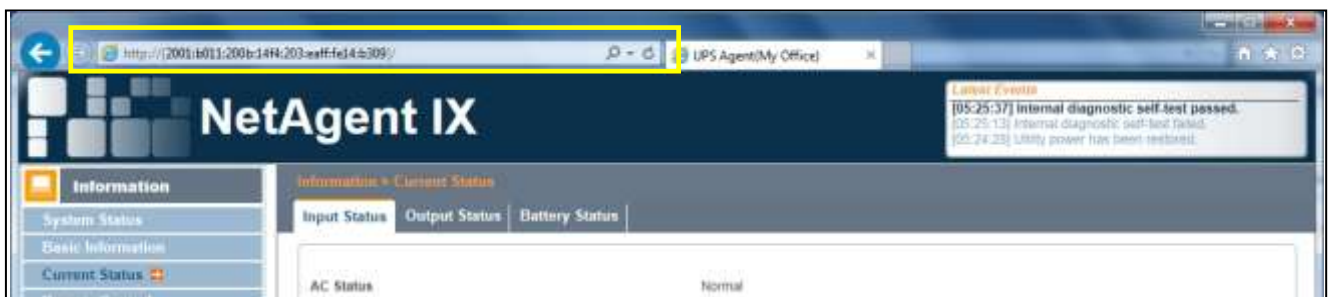 http://[2001:b011:200b:14f4:203:eaff:fe14:b309]/
UPS Agent(My Office)
NetAgent IX
Latest Events
[05:25:37] Internal diagnostic self-test passed.
[05:25:13] Internal diagnostic self-test failed.
[05:24:23] Utility power has been restored.
Information
System Status
Basic Information
Current Status
Information > Current Status
Input Status
Output Status
Battery Status
AC Status
Normal